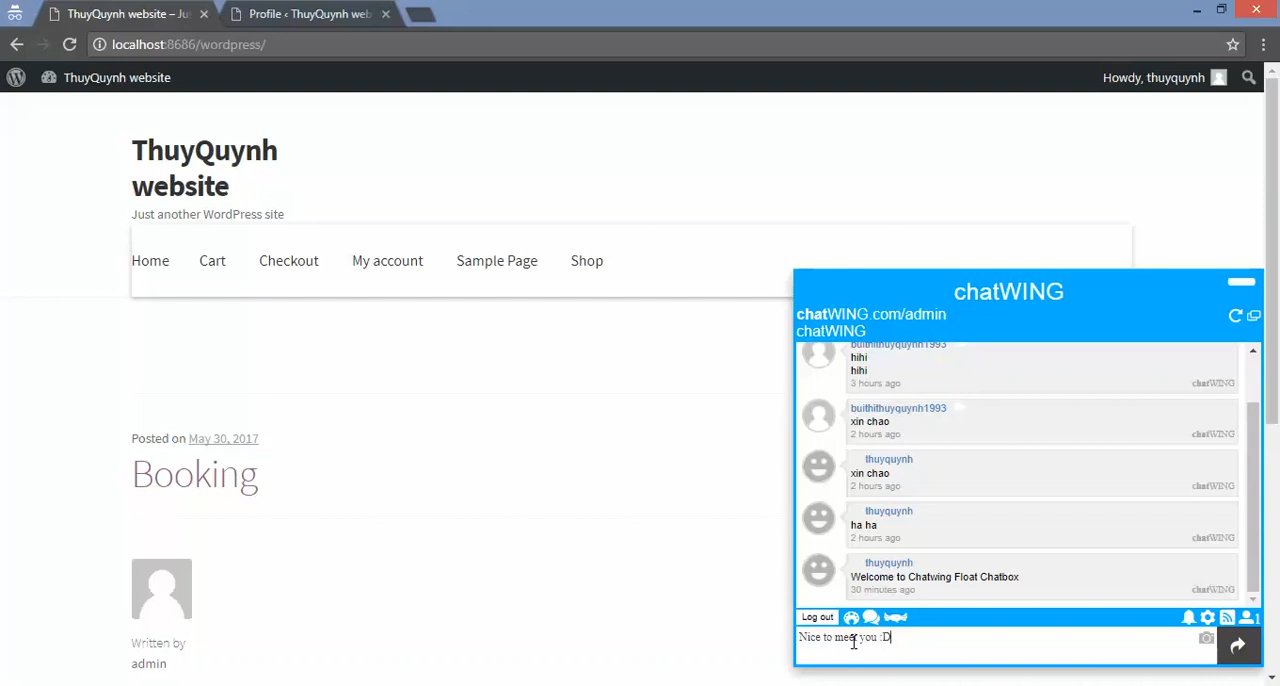 ThuyQuynh website – Ju
Profile ‹ ThuyQuynh web
localhost:8686/wordpress/
ThuyQuynh website
Howdy, thuyquynh
ThuyQuynh
website
Just another WordPress site
Home
Cart
Checkout
My account
Sample Page
Shop
Posted on May 30, 2017
Booking
Written by
admin
chatWING
chatWING.com/admin
chatWING
buithithuyquynh1993
hihi
hihi
3 hours ago
chatWING
buithithuyquynh1993
xin chao
2 hours ago
chatWING
thuyquynh
xin chao
2 hours ago
chatWING
thuyquynh
ha ha
2 hours ago
chatWING
thuyquynh
Welcome to Chatwing Float Chatbox
30 minutes ago
chatWING
Log out
1
Nice to meet you :D